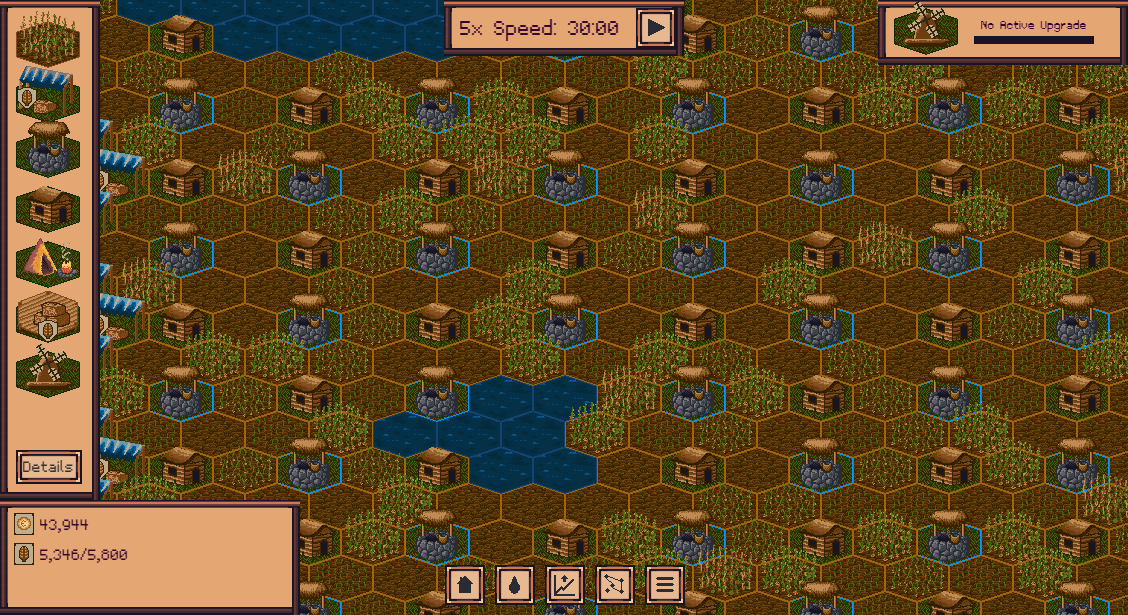 5x Speed: 30:00
No Active Upgrade
Details
43,944
5,346/5,800